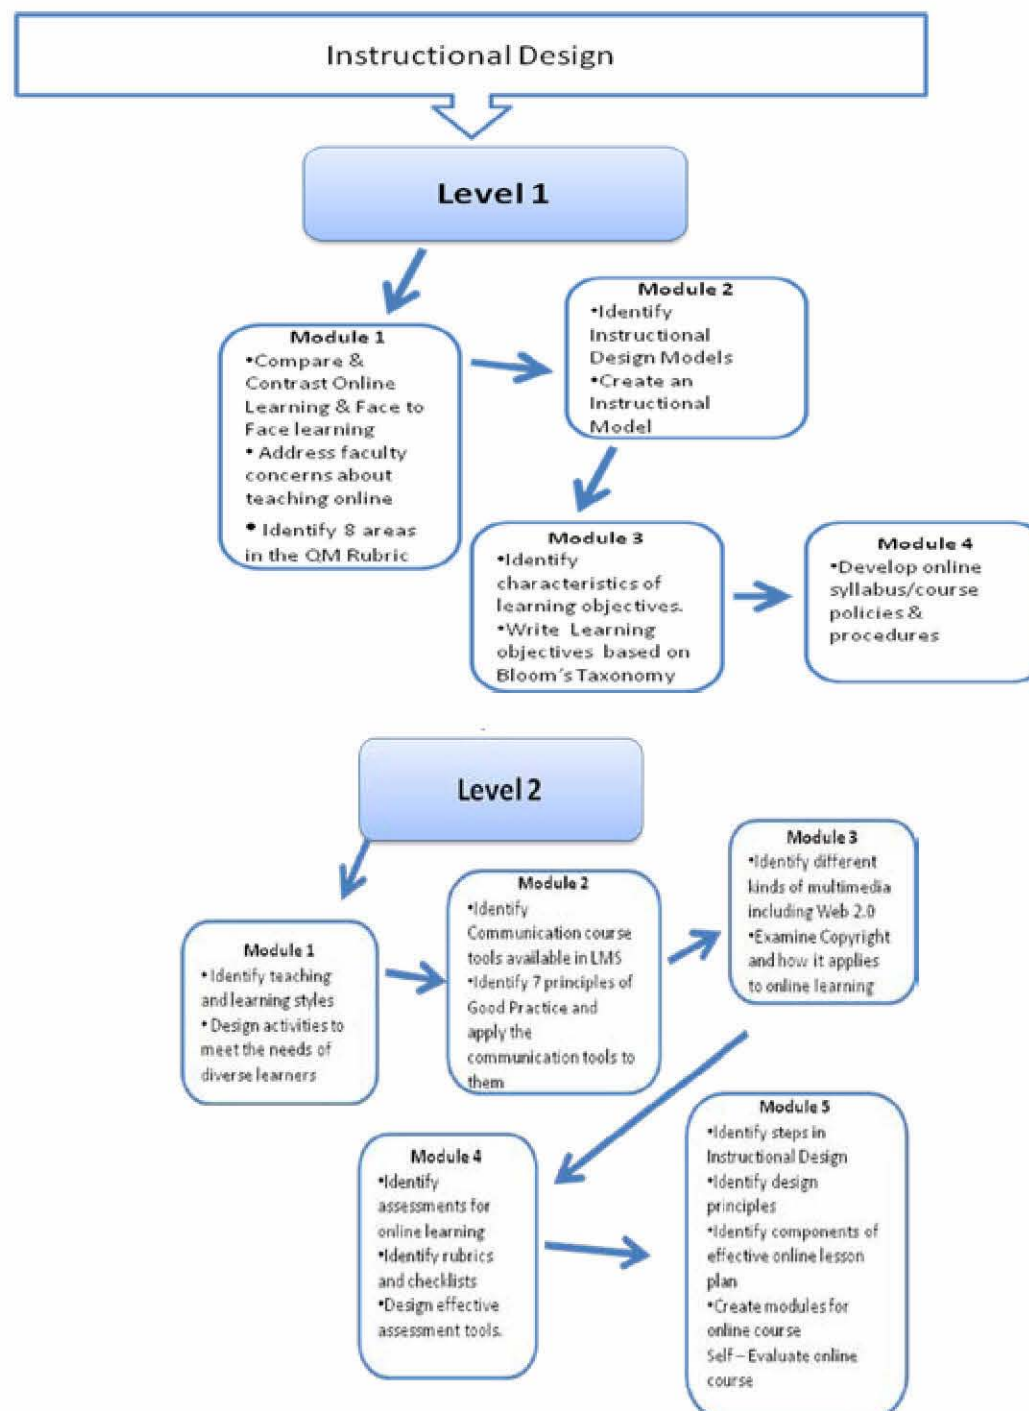 Instructional Design
Level 1
Module 1
•Compare &
Contrast Online
Learning & Face to
Face learning
• Address faculty
concerns about
teaching online
• Identify 8 areas
in the QM Rubric
Module 2
•Identify
Instructional
Design Models
•Create an
Instructional
Model
Module 3
•Identify
characteristics of
learning objectives.
•Write Learning
objectives based on
Bloom´s Taxonomy
Module 4
•Develop online
syllabus/course
policies &
procedures
Level 2
Module 1
• Identify teaching
and learning styles
• Design activities to
meet the needs of
diverse learners
Module 2
•Identify
Communication course
tools available in LMS
•Identify 7 principles of
Good Practice and
apply the
communication tools to
them
Module 3
•Identify different
kinds of multimedia
including Web 2.0
•Examine Copyright
and how it applies
to online learning
Module 4
•Identify
assessments for
online learning
•Identify rubrics
and checklists
•Design effective
assessment tools.
Module 5
•Identify steps in
Instructional Design
•Identify design
principles
•Identify components of
effective online lesson
plan
•Create modules for
online course
Self – Evaluate online
course